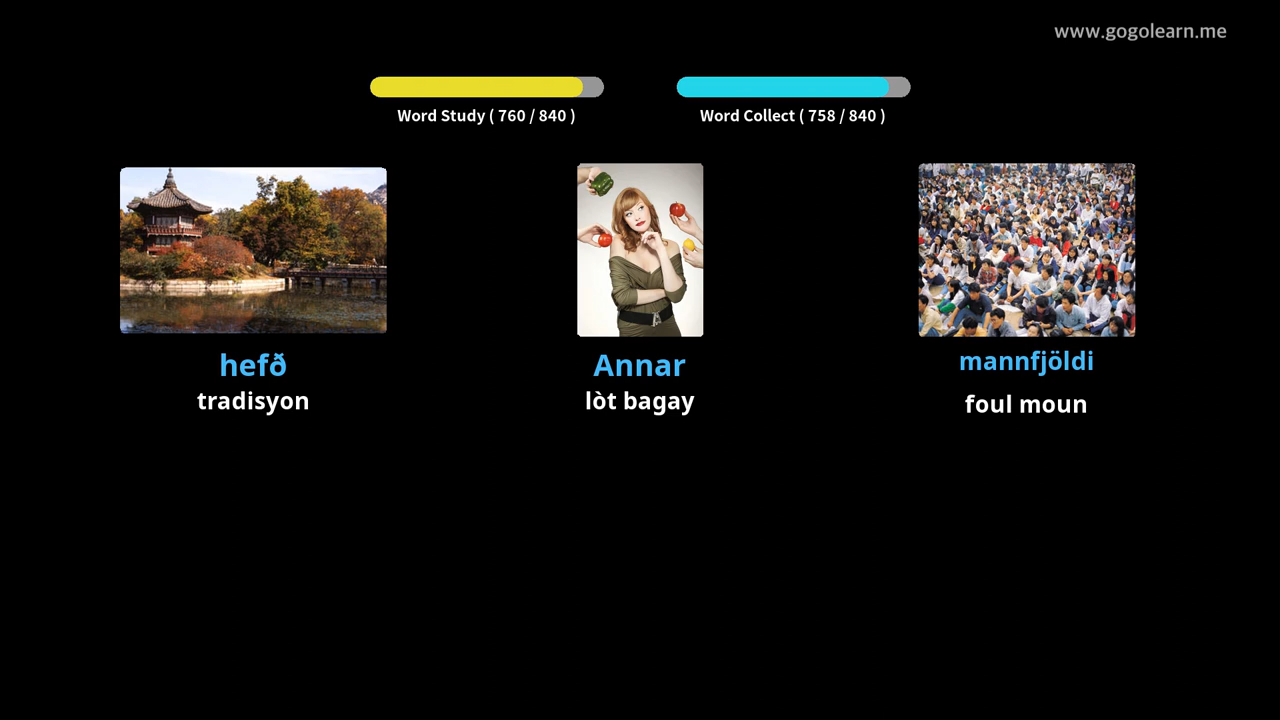 www.gogolearn.me
Word Study ( 760 / 840 )
Word Collect ( 758 / 840 )
hefð
tradisyon
Annar
lòt bagay
mannfjöldi
foul moun